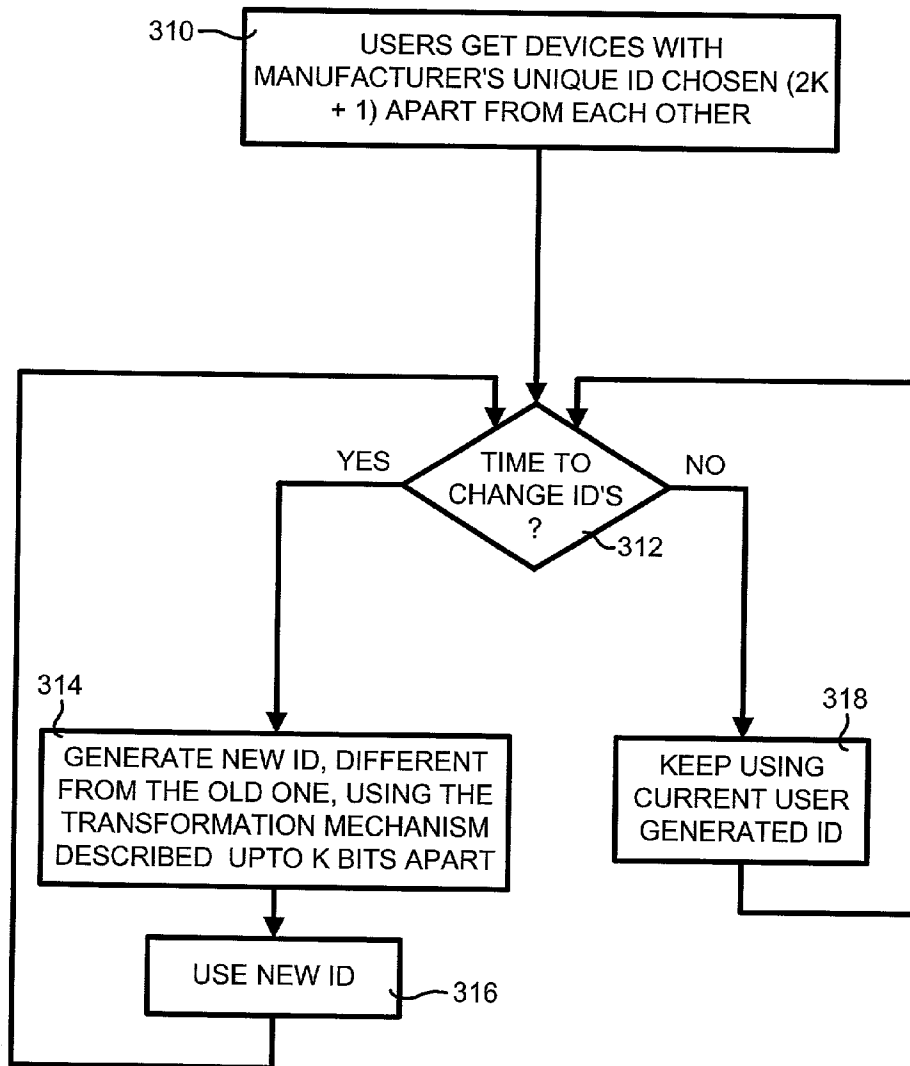 310
USERS GET DEVICES WITH
MANUFACTURER'S UNIQUE ID CHOSEN (2K
+ 1) APART FROM EACH OTHER
YES
TIME TO
CHANGE ID'S
?
NO
312
314
GENERATE NEW ID, DIFFERENT
FROM THE OLD ONE, USING THE
TRANSFORMATION MECHANISM
DESCRIBED UPTO K BITS APART
318
KEEP USING
CURRENT USER
GENERATED ID
USE NEW ID
316